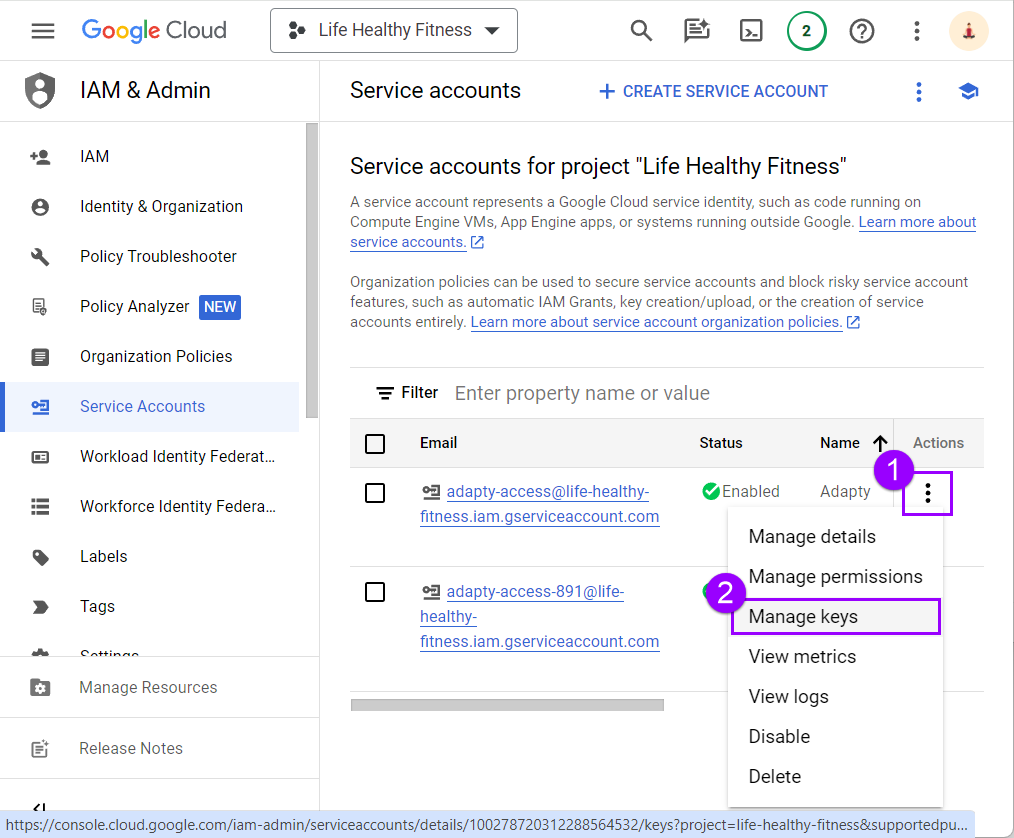 Google Cloud
Life Healthy Fitness
2
IAM & Admin
IAM
Identity & Organization
Policy Troubleshooter
Policy Analyzer NEW
Organization Policies
Service Accounts
Workload Identity Federat...
Workforce Identity Federa...
Labels
Tags
Settings
Manage Resources
Release Notes
Service accounts
CREATE SERVICE ACCOUNT
Service accounts for project "Life Healthy Fitness"
A service account represents a Google Cloud service identity, such as code running on
Compute Engine VMs, App Engine apps, or systems running outside Google. Learn more about
service accounts.
Organization policies can be used to secure service accounts and block risky service account
features, such as automatic IAM Grants, key creation/upload, or the creation of service
accounts entirely. Learn more about service account organization policies.
Filter Enter property name or value
Email Status Name Actions
1
adapty-access@life-healthy-
fitness.iam.gserviceaccount.com
Enabled Adapty
adapty-access-891@life-
healthy-
fitness.iam.gserviceaccount.com
Manage details
Manage permissions
2
Manage keys
View metrics
View logs
Disable
Delete
https://console.cloud.google.com/iam-admin/serviceaccounts/details/100278720312288564532/keys?project=life-healthy-fitness&supportedpu...